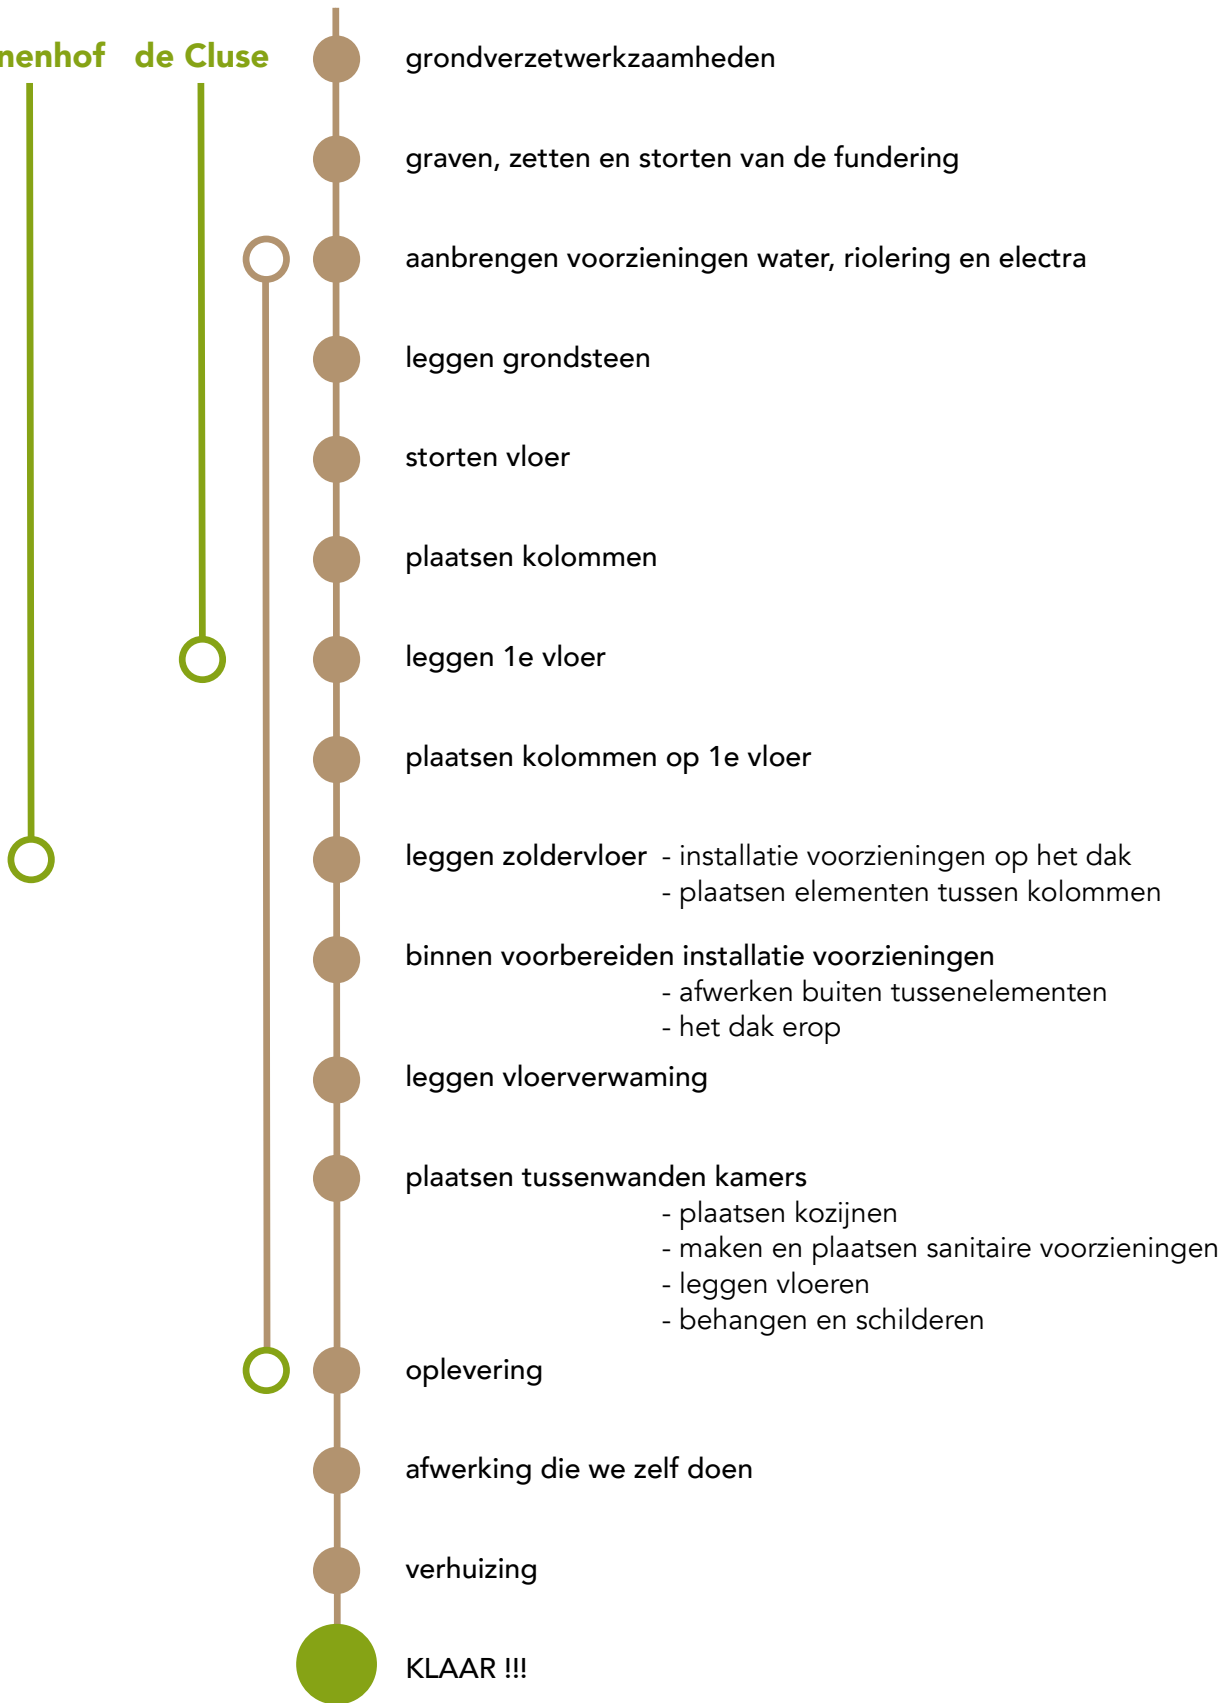 de Cluse
grondverzetwerkzaamheden
graven, zetten en storten van de fundering
aanbrengen voorzieningen water, riolering en electra
leggen grondsteen
storten vloer
plaatsen kolommen
leggen 1e vloer
plaatsen kolommen op 1e vloer
leggen zoldervloer - installatie voorzieningen op het dak
- plaatsen elementen tussen kolommen
binnen voorbereiden installatie voorzieningen
- afwerken buiten tussenelementen
- het dak erop
leggen vloerverwaming
plaatsen tussenwanden kamers
- plaatsen kozijnen
- maken en plaatsen sanitaire voorzieningen
- leggen vloeren
- behangen en schilderen
oplevering
afwerking die we zelf doen
verhuizing
KLAAR !!!